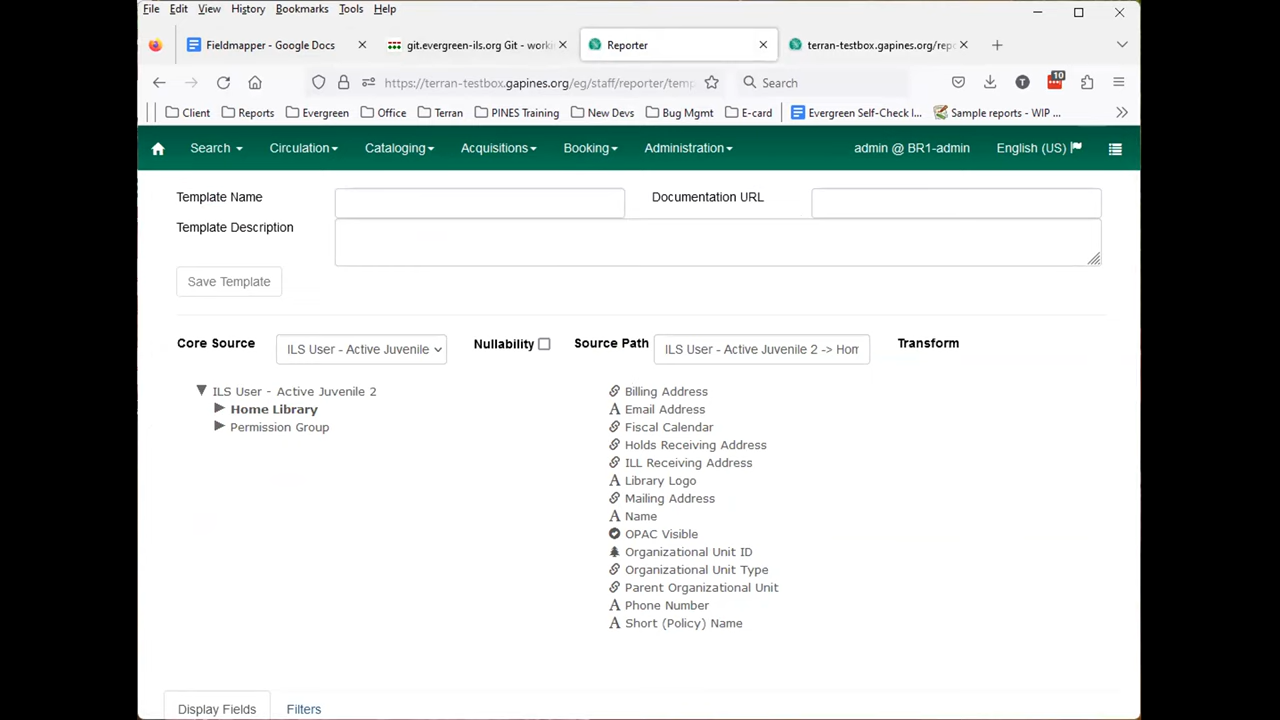 File Edit View History Bookmarks Tools Help
Fieldmapper - Google Docs
git.evergreen-ils.org Git - worki
Reporter
terran-testbox.gapines.org/repo
https://terran-testbox.gapines.org/eg/staff/reporter/temp
Search
T
10
Client Reports Evergreen Office Terran PINES Training New Devs Bug Mgmt E-card Evergreen Self-Check I... Sample reports - WIP ...
Search Circulation Cataloging Acquisitions Booking Administration admin @ BR1-admin English (US)
Template Name Documentation URL
Template Description
Save Template
Core Source ILS User - Active Juvenile Nullability Source Path ILS User - Active Juvenile 2 -> Hom Transform
ILS User - Active Juvenile 2
Home Library
Permission Group
Billing Address
A Email Address
Fiscal Calendar
Holds Receiving Address
ILL Receiving Address
A Library Logo
Mailing Address
A Name
OPAC Visible
Organizational Unit ID
Organizational Unit Type
Parent Organizational Unit
A Phone Number
A Short (Policy) Name
Display Fields Filters